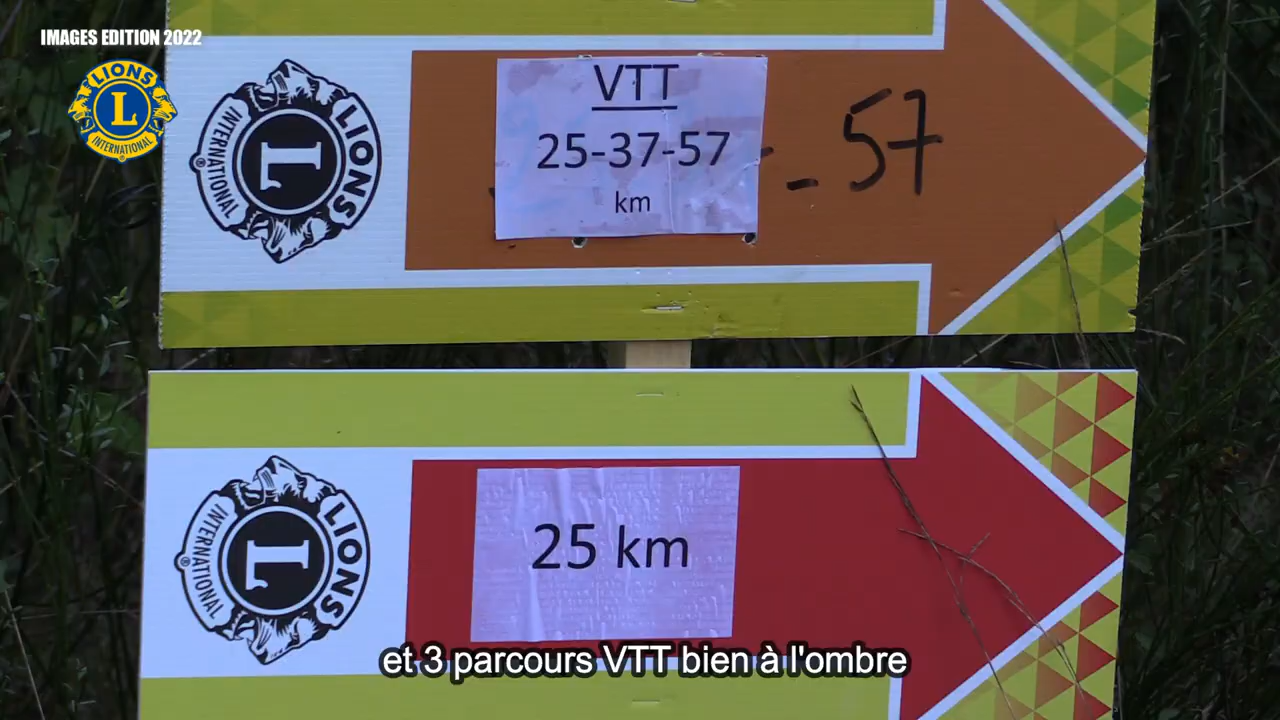 IMAGES EDITION 2022
LIONS
L
INTERNATIONAL
LIONS
L
INTERNATIONAL
®
VTT
25-37-57
km
- 57
LIONS
L
INTERNATIONAL
®
25 km
et 3 parcours VTT bien à l'ombre